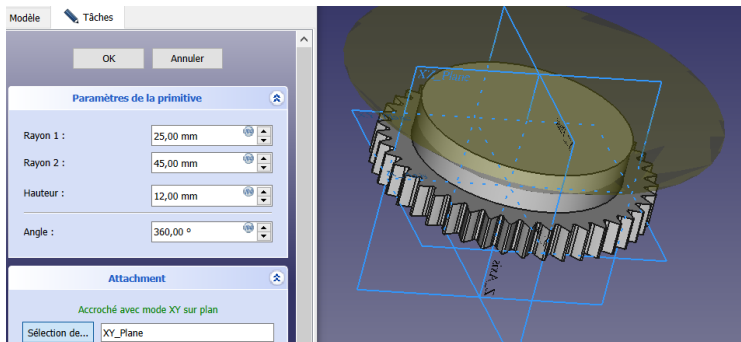 Modèle
Tâches
OK
Annuler
Paramètres de la primitive
Rayon 1 :
25,00 mm
Rayon 2 :
45,00 mm
Hauteur :
12,00 mm
Angle :
360,00 º
Attachment
Accroché avec mode XY sur plan
Sélection de...
XY_Plane